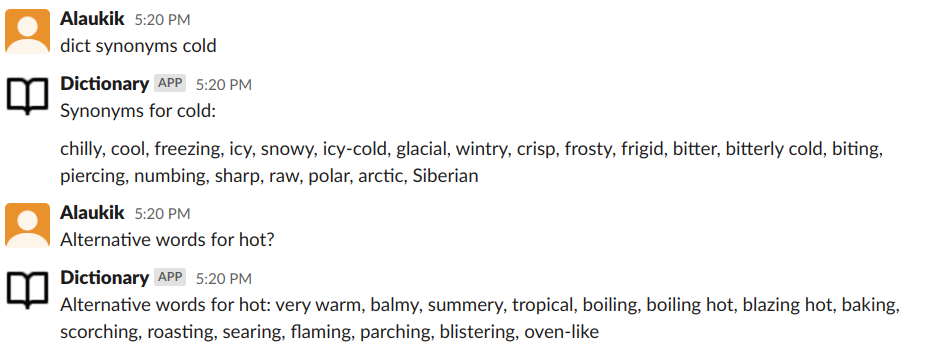 Alaukik 5:20 PM
dict synonyms cold
Dictionary APP 5:20 PM
Synonyms for cold:
chilly, cool, freezing, icy, snowy, icy-cold, glacial, wintry, crisp, frosty, frigid, bitter, bitterly cold, biting,
piercing, numbing, sharp, raw, polar, arctic, Siberian
Alaukik 5:20 PM
Alternative words for hot?
Dictionary APP 5:20 PM
Alternative words for hot: very warm, balmy, summery, tropical, boiling, boiling hot, blazing hot, baking,
scorching, roasting, searing, flaming, parching, blistering, oven-like